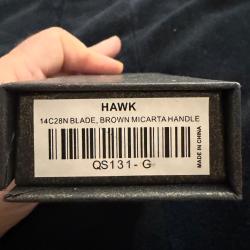 HAWK
14C28N BLADE, BROWN MICARTA HANDLE
QS131-G
MADE IN CHINA